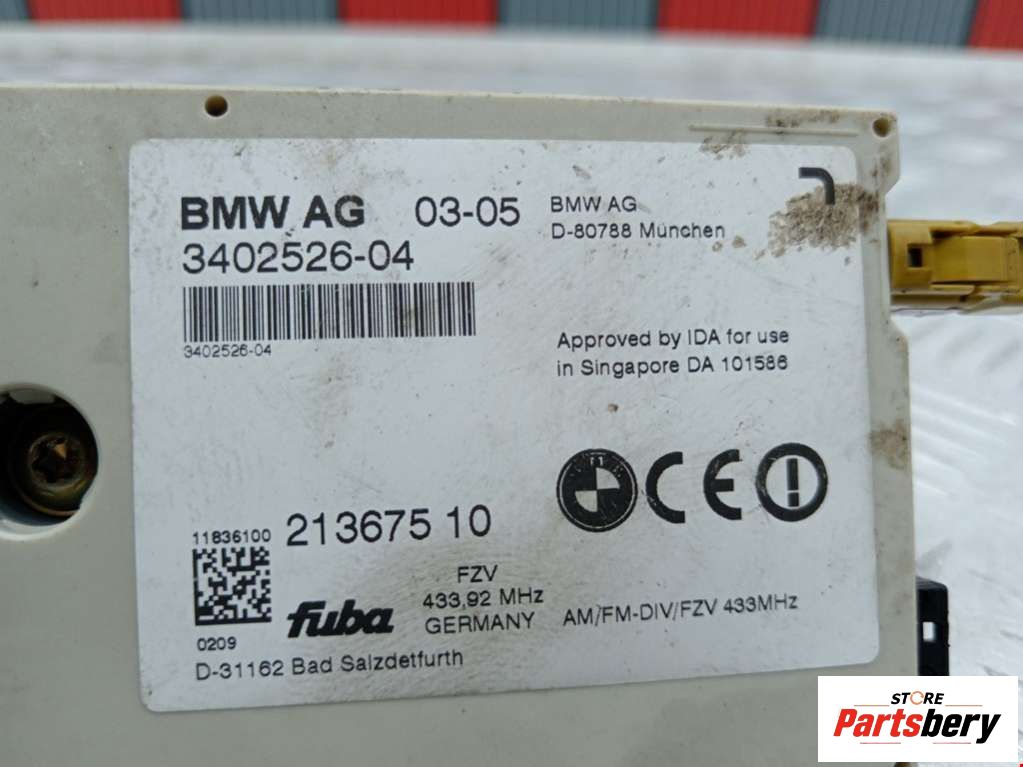 BMW AG 03-05
3402526-04
3402526-04
BMW AG
D-80788 München
Approved by IDA for use
in Singapore DA 101586
11836100
213675 10
0209
fuba
FZV
433,92 MHz
GERMANY
AM/FM-DIV/FZV 433MHz
D-31162 Bad Salzdetfurth
STORE
Partsbery